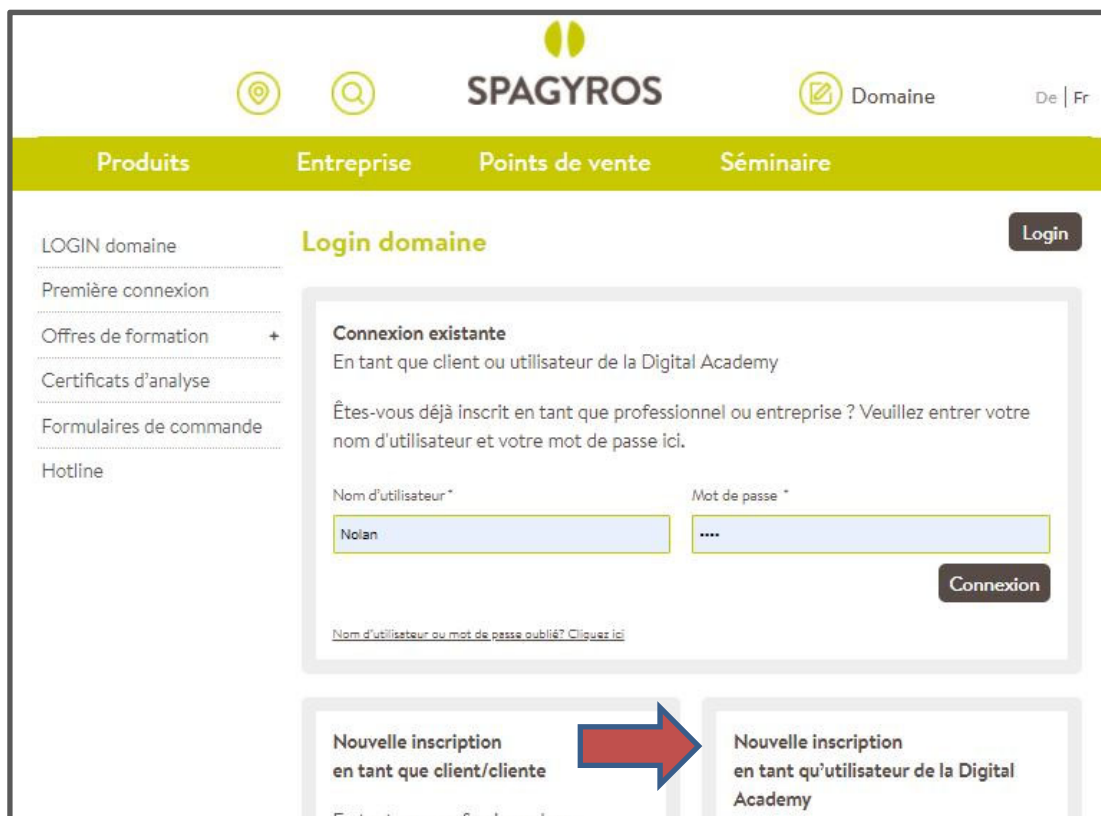 SPAGYROS
Domaine
De | Fr
Produits
Entreprise
Points de vente
Séminaire
LOGIN domaine
Première connexion
Offres de formation +
Certificats d'analyse
Formulaires de commande
Hotline
Login domaine
Login
Connexion existante
En tant que client ou utilisateur de la Digital Academy
Êtes-vous déjà inscrit en tant que professionnel ou entreprise ? Veuillez entrer votre
nom d'utilisateur et votre mot de passe ici.
Nom d'utilisateur *
Mot de passe *
Nolan
••••
Connexion
Nom d'utilisateur ou mot de passe oublié? Cliquez ici
Nouvelle inscription
en tant que client/cliente
Nouvelle inscription
en tant qu'utilisateur de la Digital
Academy